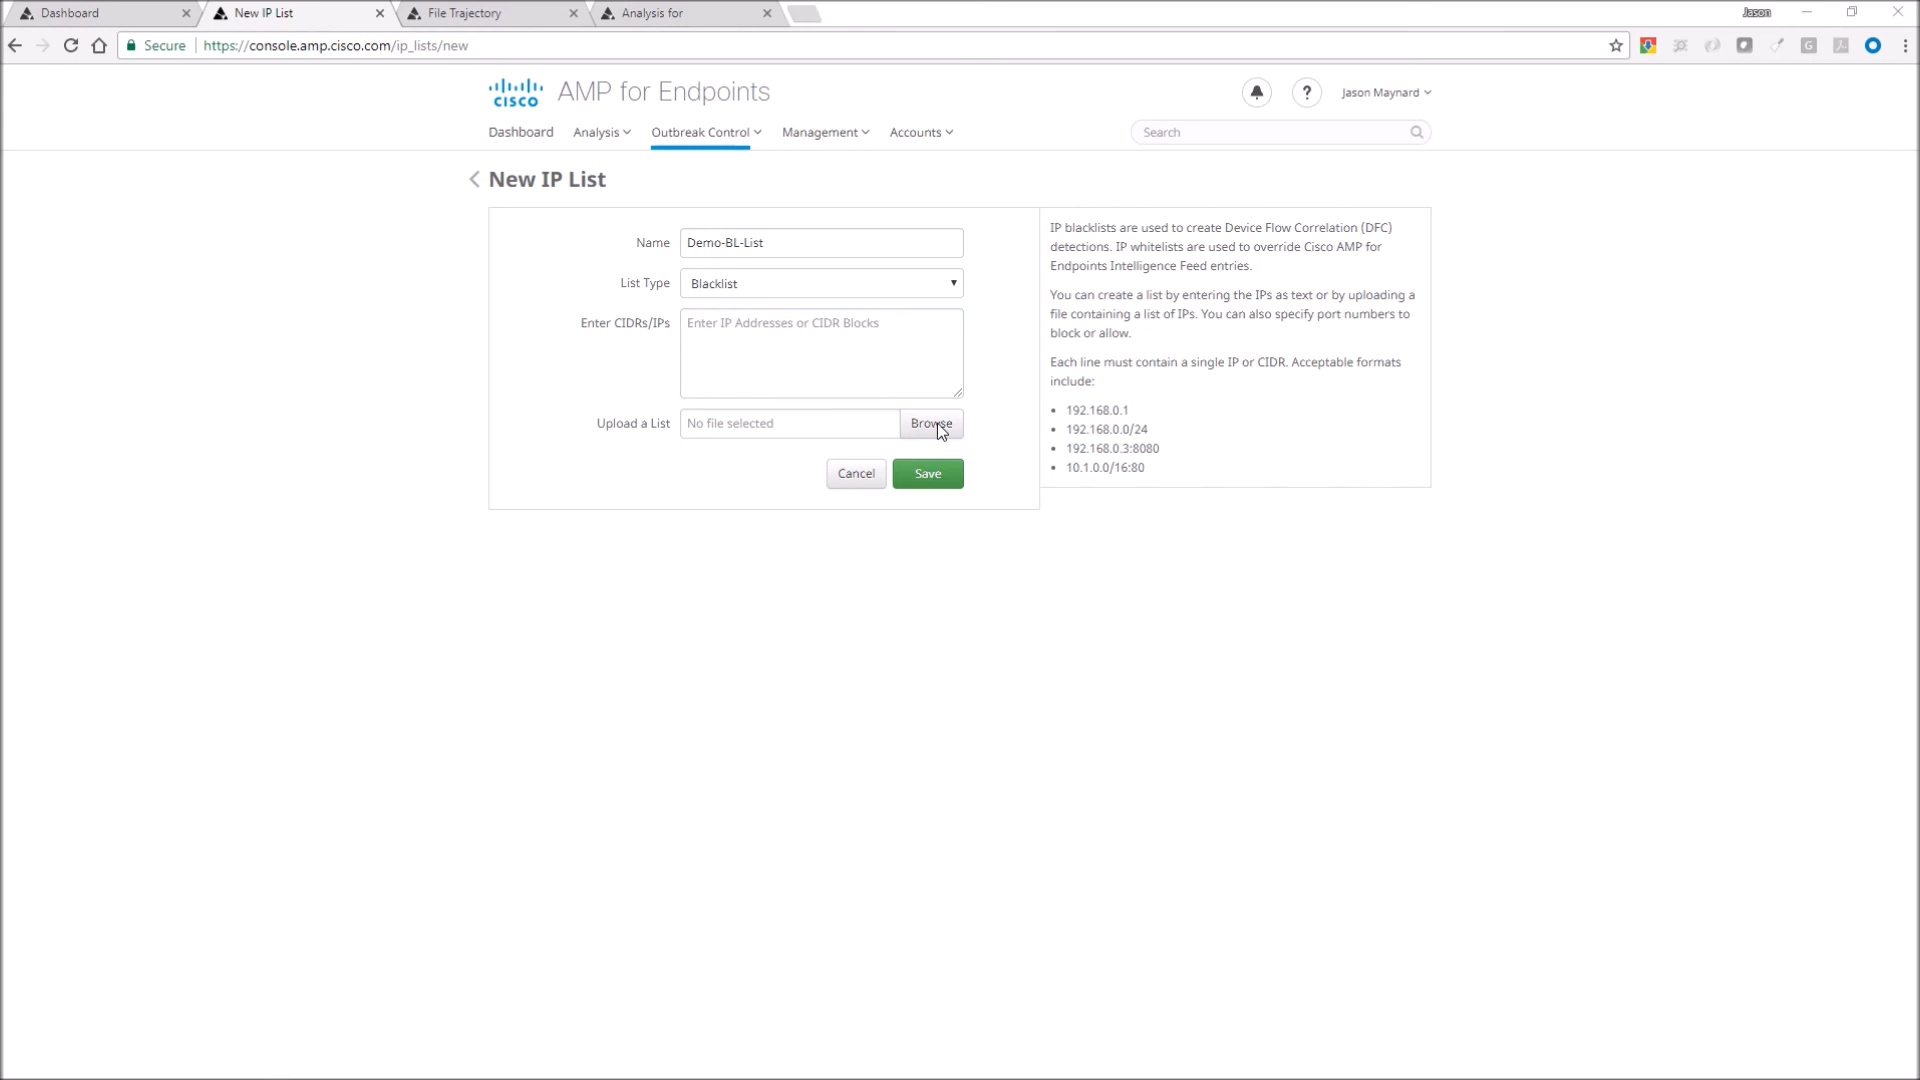 Dashboard
New IP List
File Trajectory
Analysis for
Jason
Secure
https://console.amp.cisco.com/ip_lists/new
CISCO
AMP for Endpoints
?
Jason Maynard
Dashboard
Analysis
Outbreak Control
Management
Accounts
Search
New IP List
Name
Demo-BL-List
List Type
Blacklist
Enter CIDRs/IPs
Enter IP Addresses or CIDR Blocks
Upload a List
No file selected
Browse
Cancel
Save
IP blacklists are used to create Device Flow Correlation (DFC)
detections. IP whitelists are used to override Cisco AMP for
Endpoints Intelligence Feed entries.
You can create a list by entering the IPs as text or by uploading a
file containing a list of IPs. You can also specify port numbers to
block or allow.
Each line must contain a single IP or CIDR. Acceptable formats
include:
• 192.168.0.1
• 192.168.0.0/24
• 192.168.0.3:8080
• 10.1.0.0/16:80